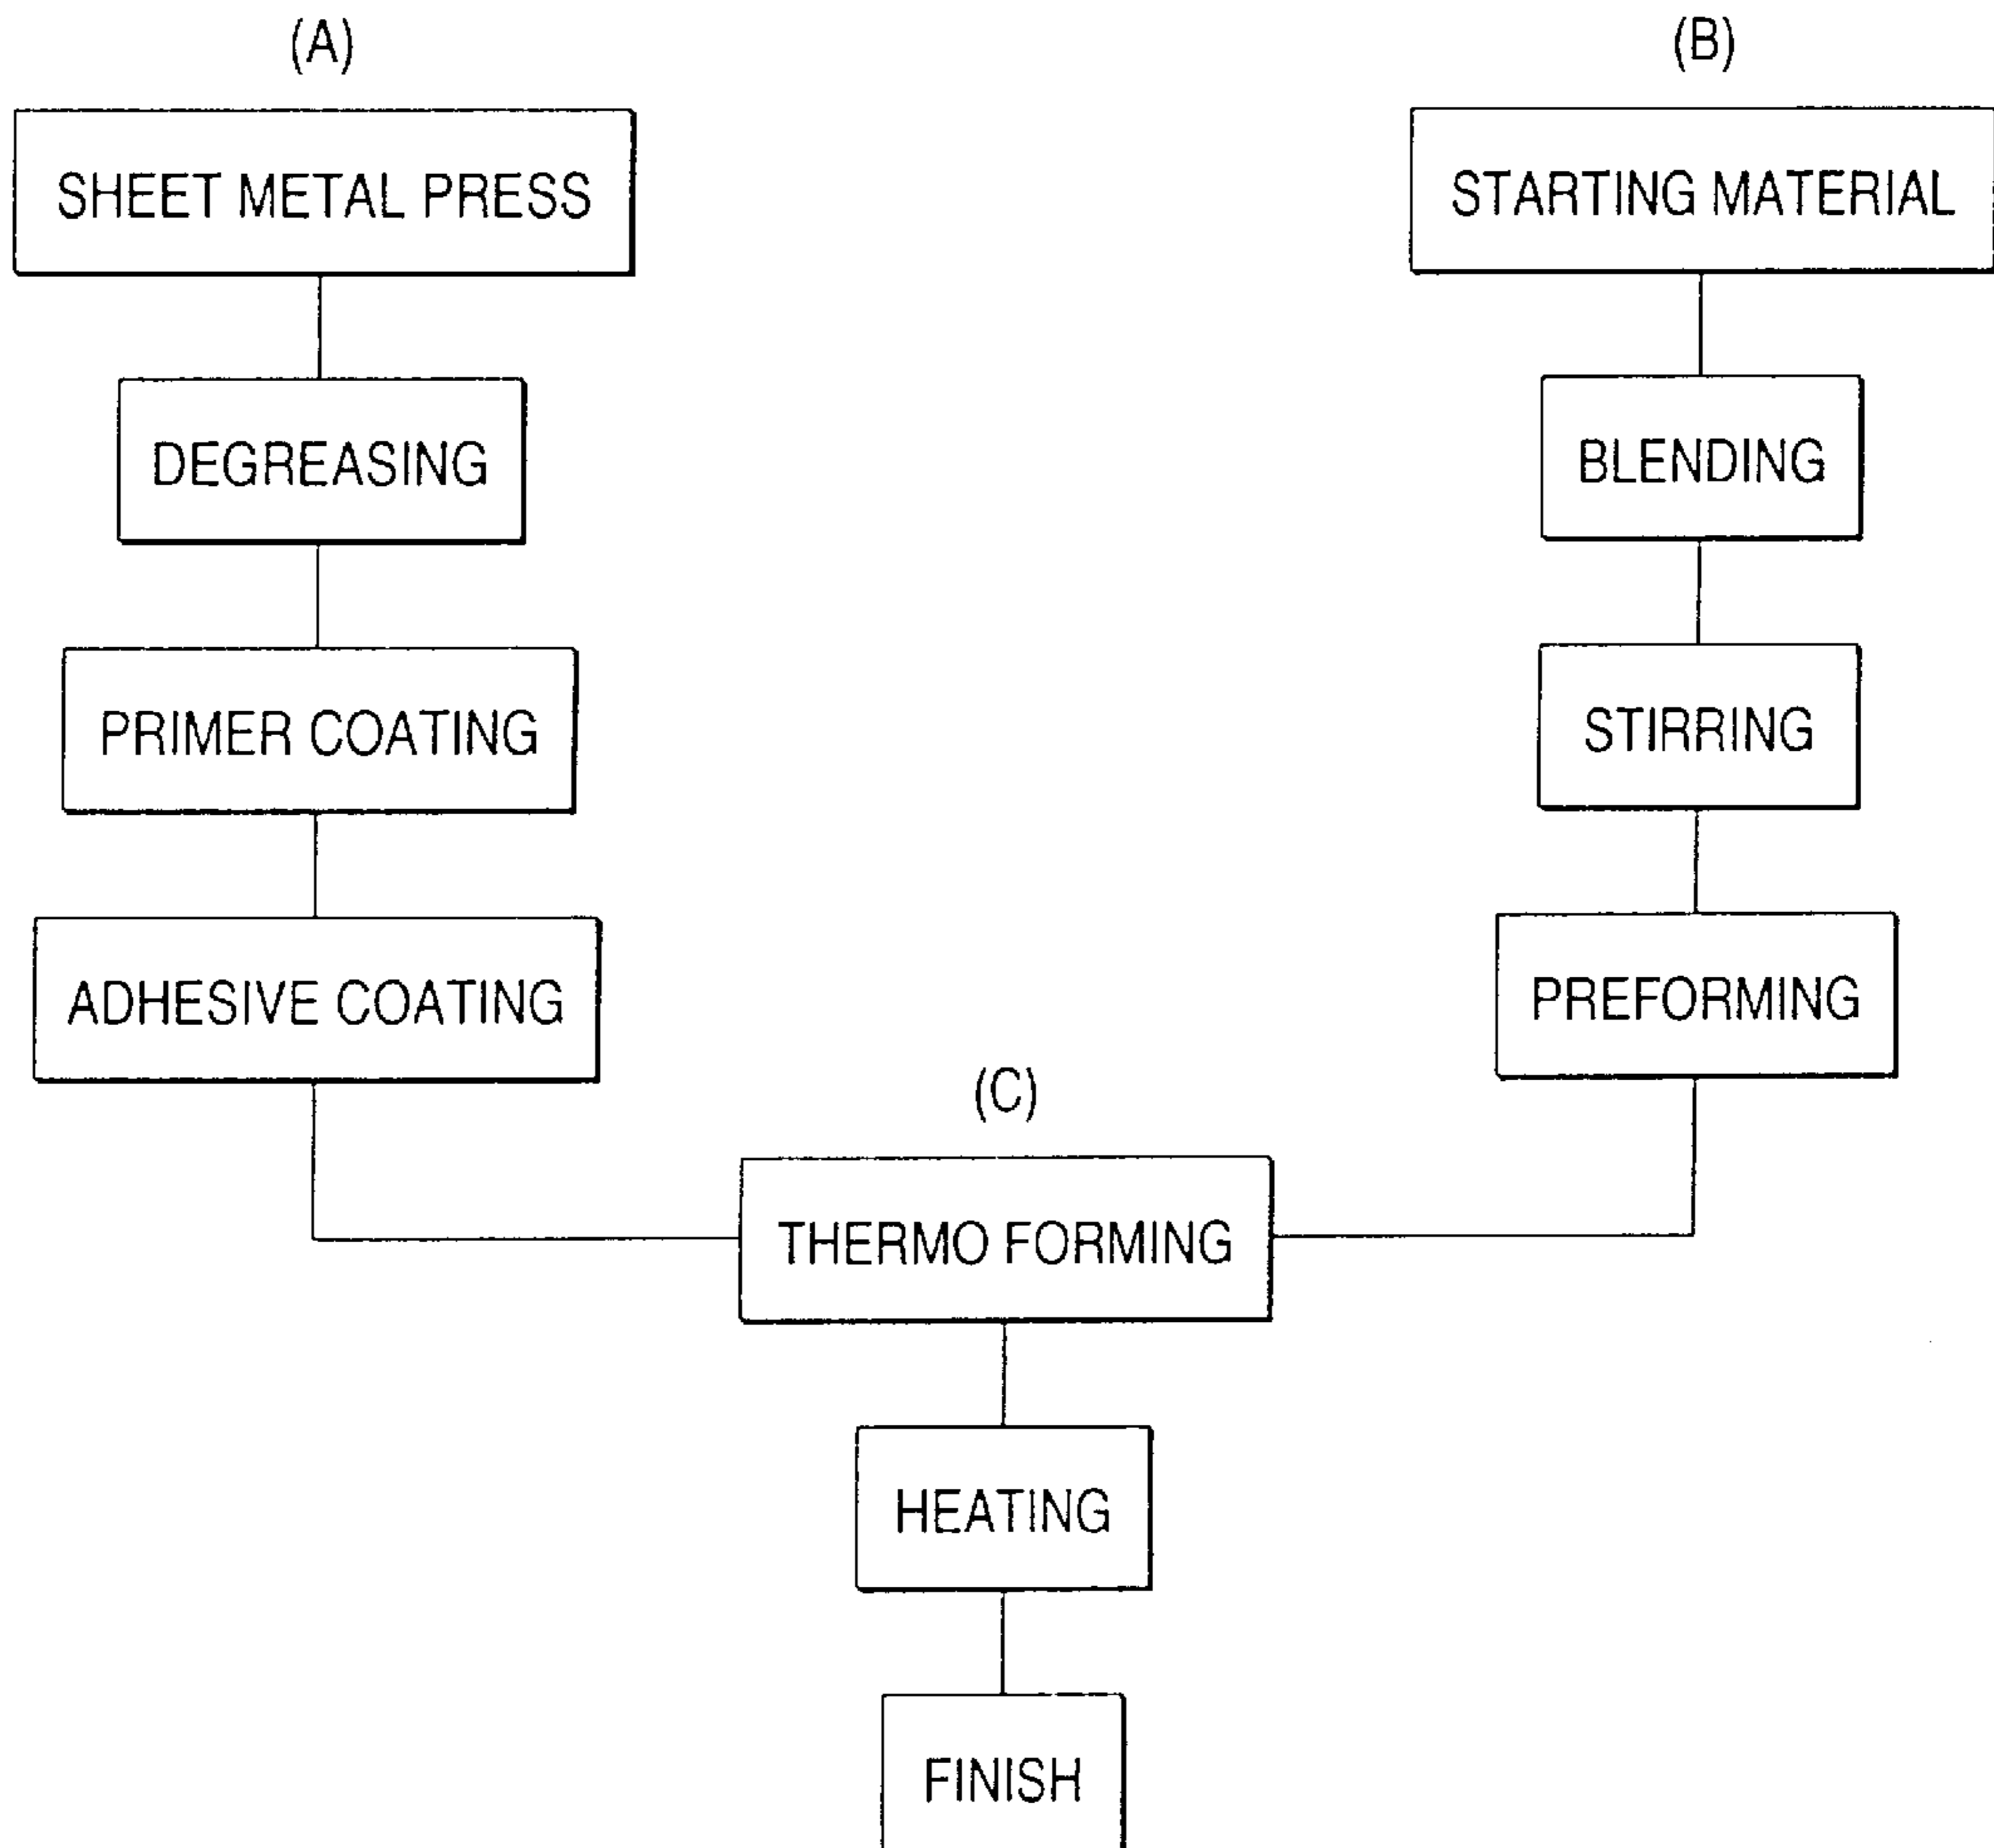 (A)
SHEET METAL PRESS
DEGREASING
PRIMER COATING
ADHESIVE COATING
(B)
STARTING MATERIAL
BLENDING
STIRRING
PREFORMING
(C)
THERMO FORMING
HEATING
FINISH